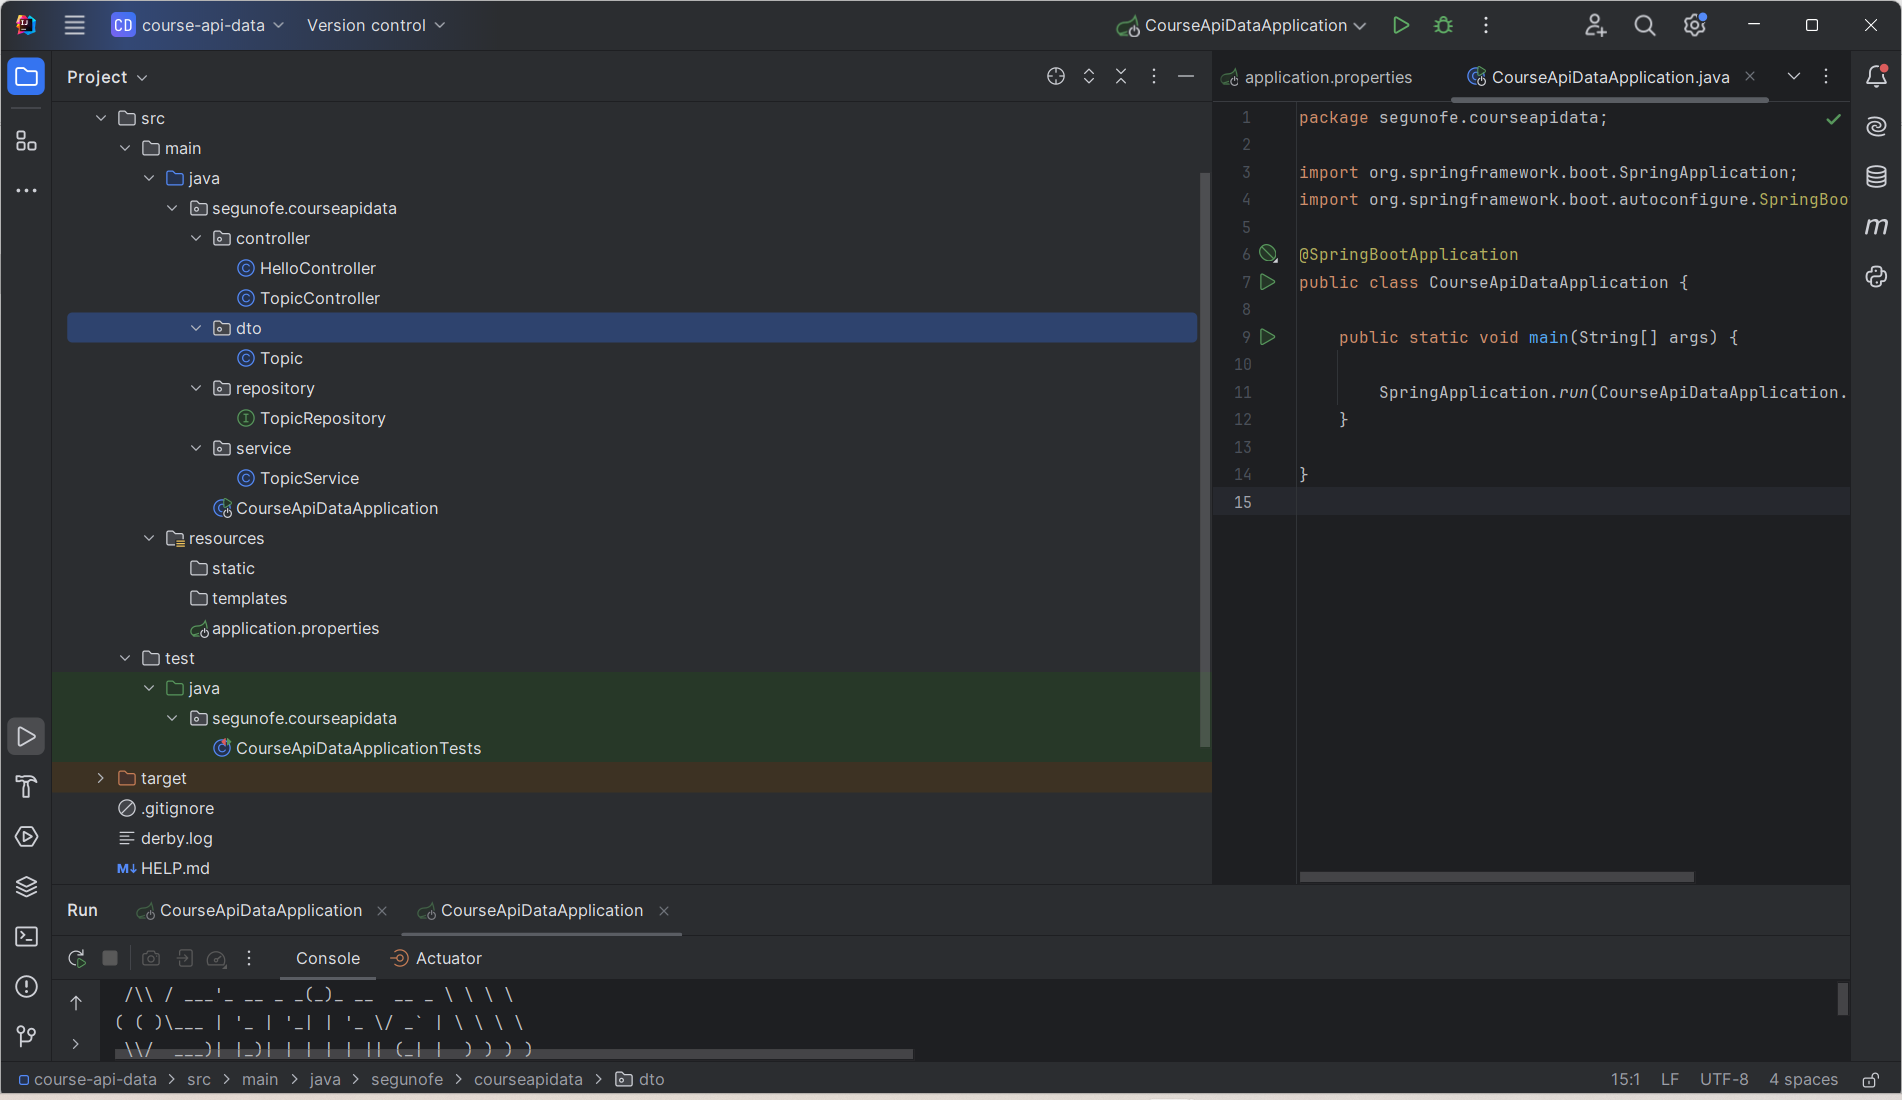 CD course-api-data Version control CourseApiDataApplication
Project
application.properties CourseApiDataApplication.java
src
main
java
segunofe.courseapidata
controller
HelloController
TopicController
dto
Topic
repository
TopicRepository
service
TopicService
CourseApiDataApplication
resources
static
templates
application.properties
test
java
segunofe.courseapidata
CourseApiDataApplicationTests
target
.gitignore
derby.log
M↓ HELP.md
1 package segunofe.courseapidata;
2
3 import org.springframework.boot.SpringApplication;
4 import org.springframework.boot.autoconfigure.SpringBoo
5
6 @SpringBootApplication
7 public class CourseApiDataApplication {
8
9 public static void main(String[] args) {
10
11 SpringApplication.run(CourseApiDataApplication.
12 }
13
14 }
15
m
Run CourseApiDataApplication CourseApiDataApplication
Console Actuator
/\\ / ___'_ __ _ _(_)_ __  __ _ \ \ \ \
( ( )\___ | '_ | '_| | '_ \/ _` | \ \ \ \
\\/  ___)| |_)| | | | | || (_| |  ) ) ) )
course-api-data > src > main > java > segunofe > courseapidata > dto
15:1 LF UTF-8 4 spaces